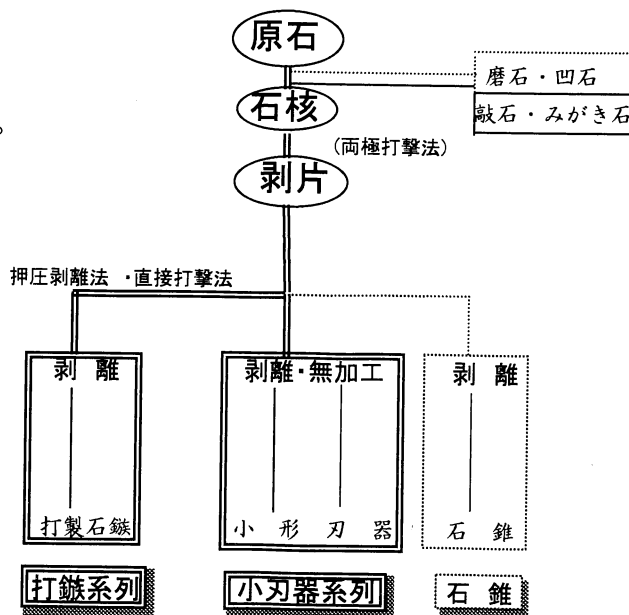 原石
磨石・凹石
石核
敲石・みがき石
。
(両極打撃法)
剥片
押圧剥離法・直接打撃法
剥離
剥離・無加工
剥離
打製石鏃
小形刃器
石錐
打鏃系列
小刃器系列
石錐